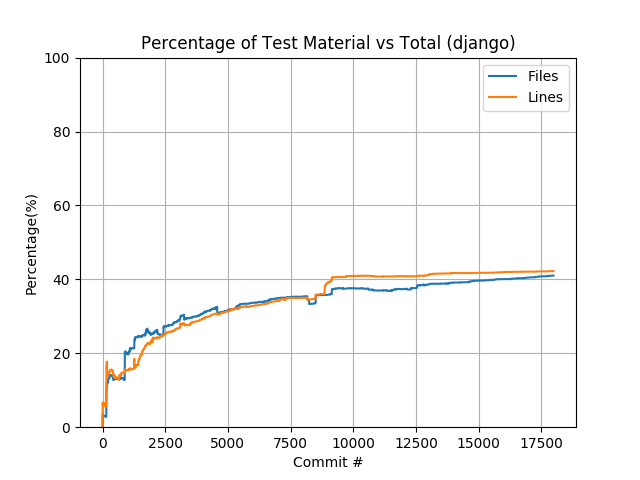 Percentage of Test Material vs Total (django)
Files
Lines
Percentage(%)
100
80
60
40
20
0
0 2500 5000 7500 10000 12500 15000 17500
Commit #